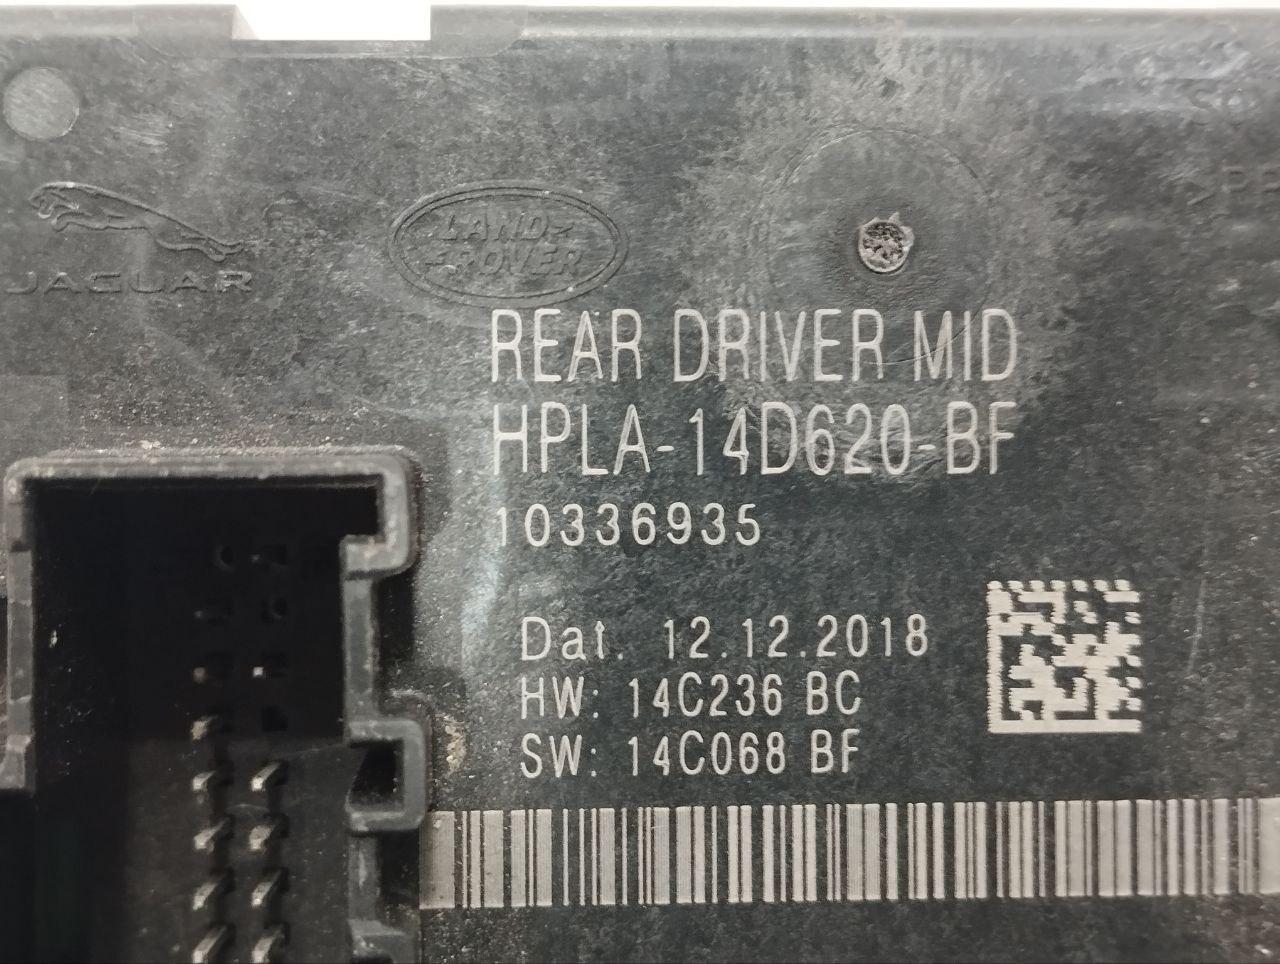 JAGUAR
LAND-
ROVER
REAR DRIVER MID
HPLA-14D620-BF
10336935
Dat. 12.12.2018
HW: 14C236 BC
SW: 14C068 BF